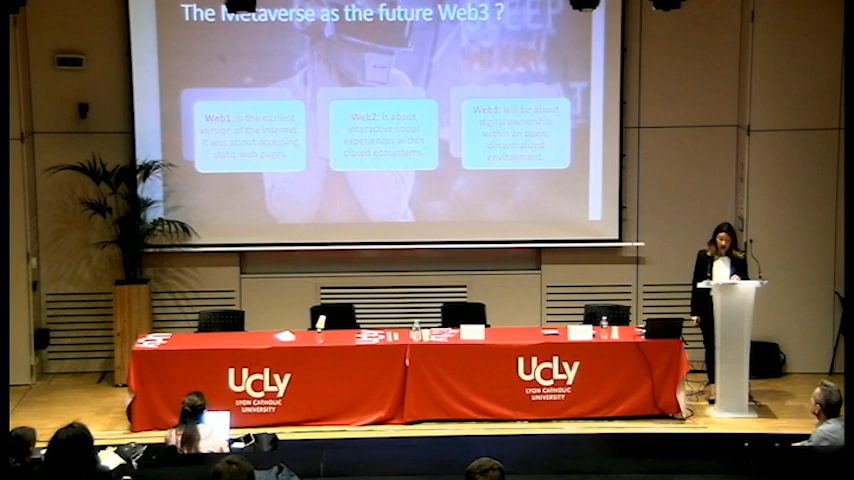 The Metaverse as the future Web3 ?
Web1: is the earliest
version of the internet.
It was about accessing
static web pages.
Web2: is about
interactive social
experiences within
closed ecosystems.
Web3: will be about
digital ownership
within an open,
decentralized
environment.
UCLy
LYON CATHOLIC
UNIVERSITY
UCLy
LYON CATHOLIC
UNIVERSITY